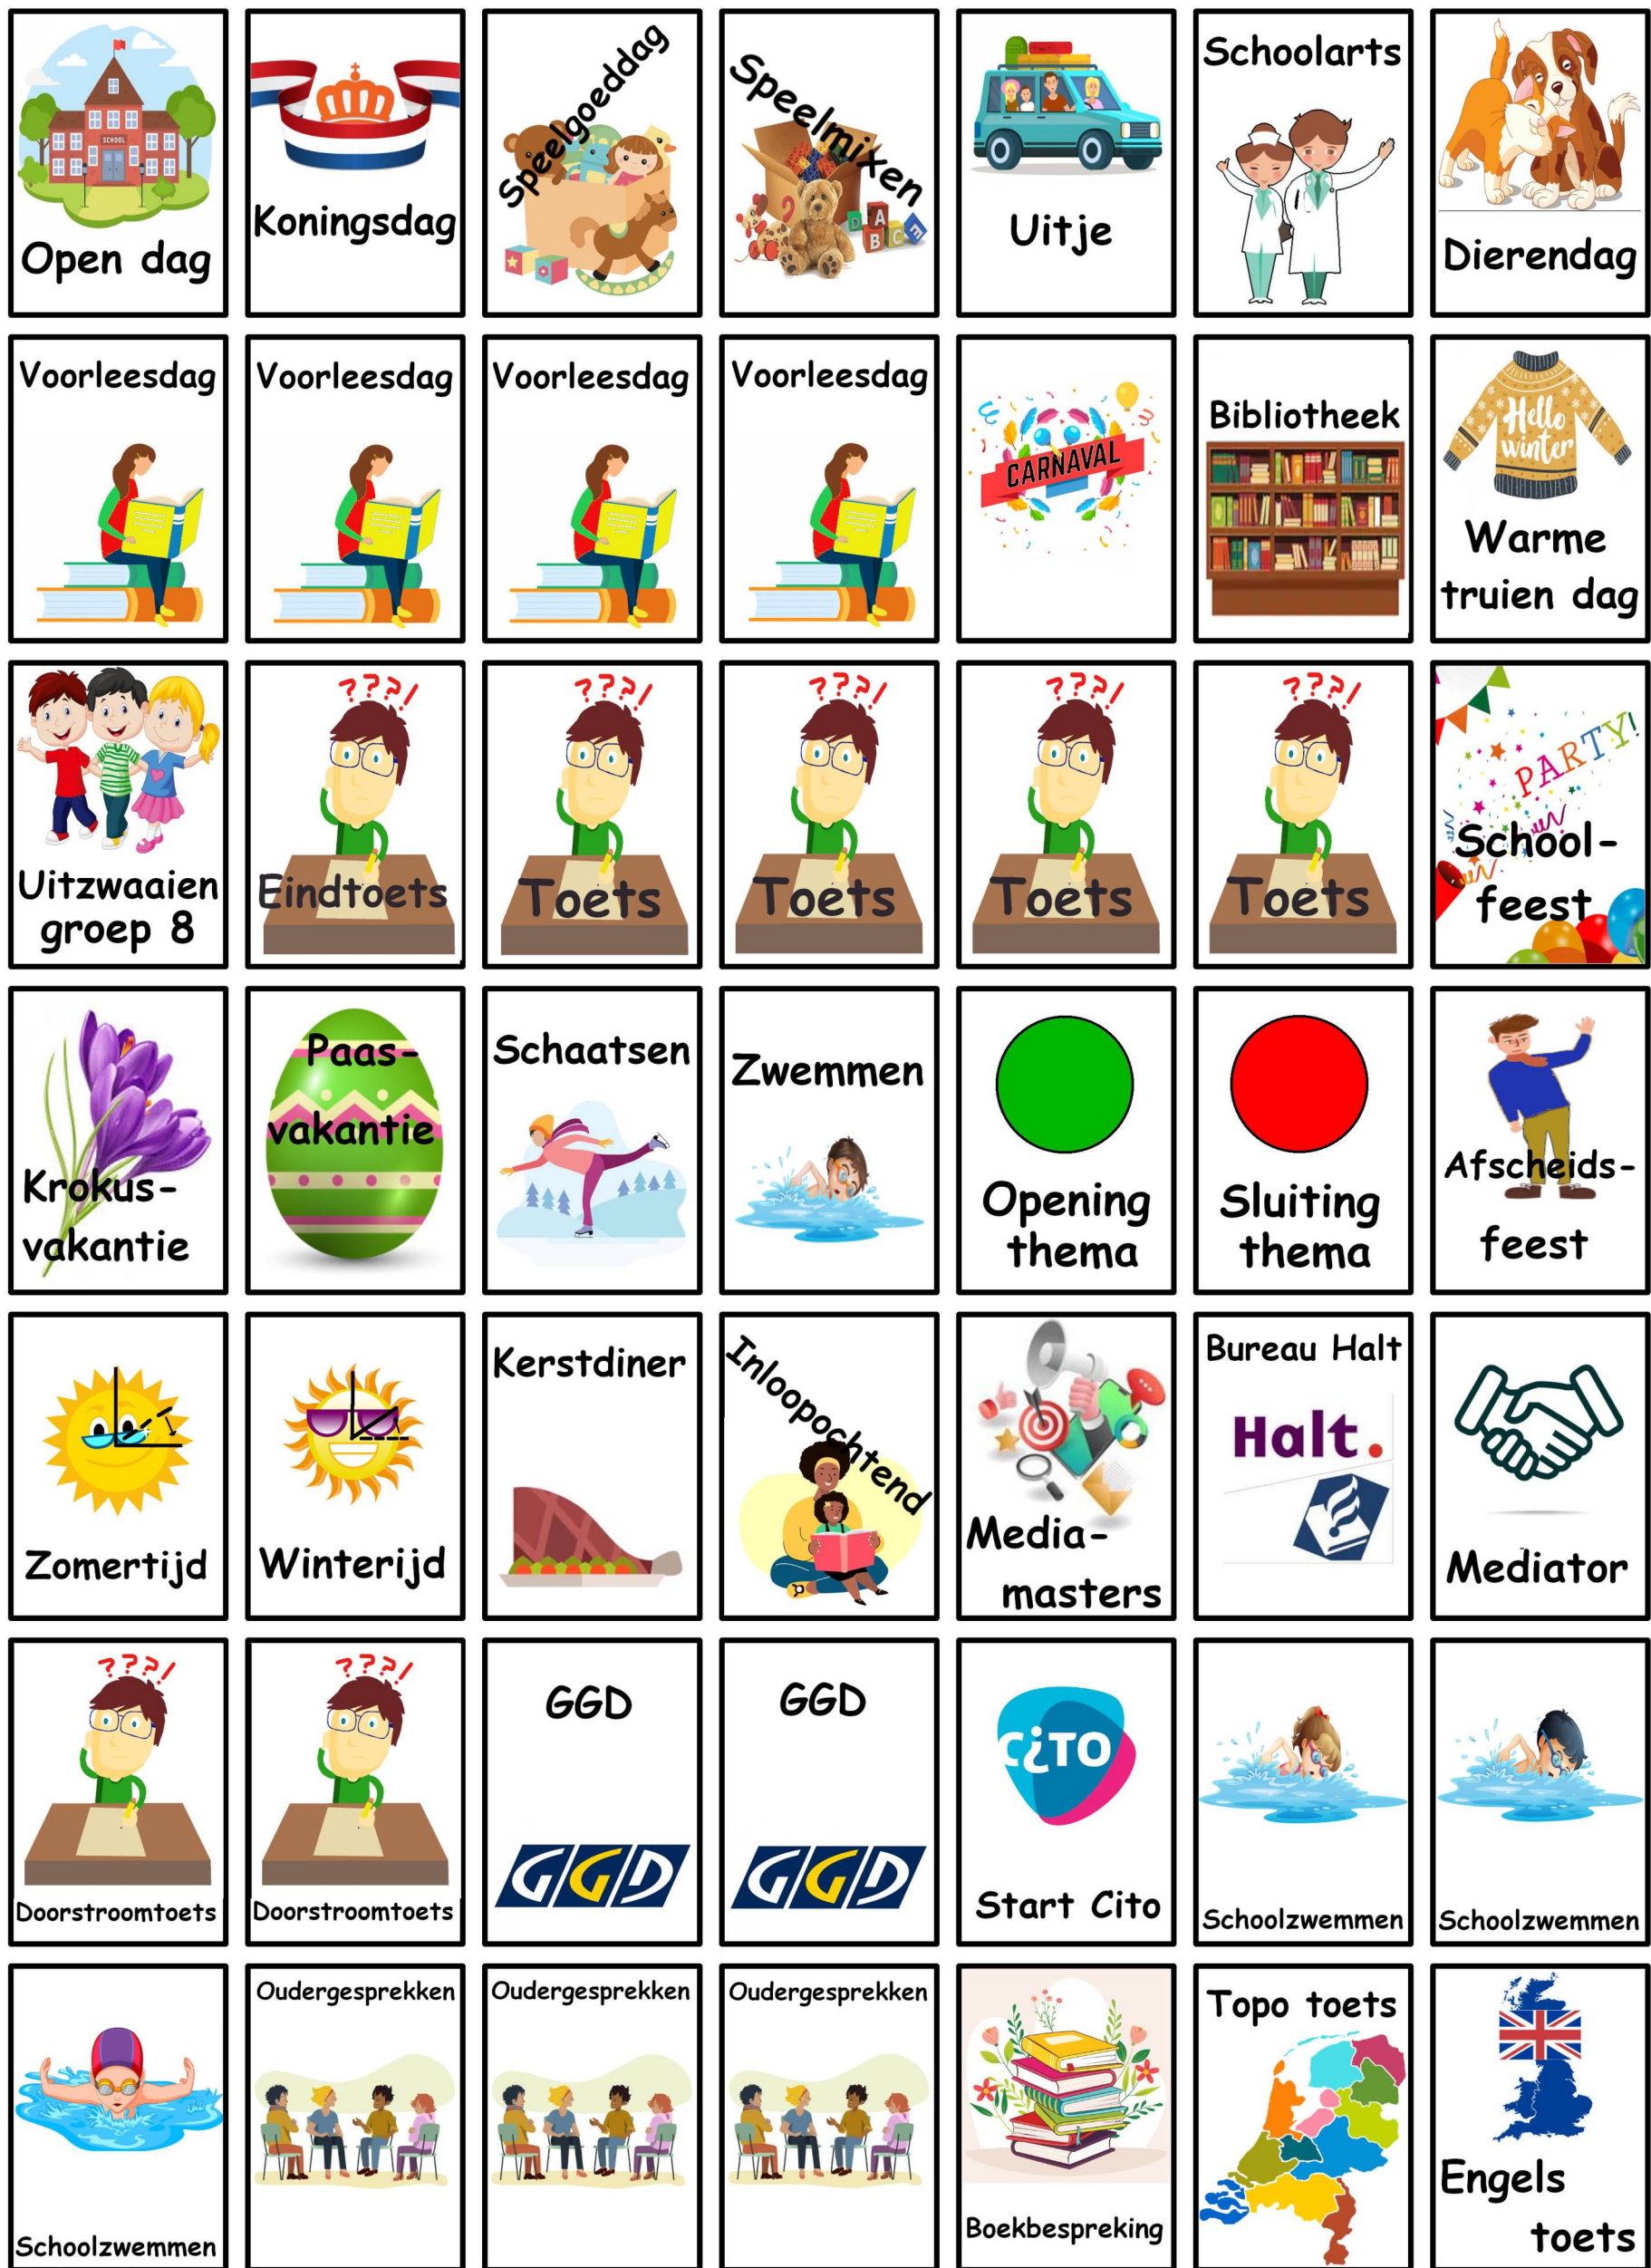 SCHOOL
Open dag
Koningsdag
Speelgoeddag
Speelmixen
D A
B C E
Uitje
Schoolarts
Dierendag
Voorleesdag
Voorleesdag
Voorleesdag
Voorleesdag
CARNAVAL
Bibliotheek
Hello
winter
Warme
truien dag
Uitzwaaien
groep 8
???!
Eindtoets
???!
Toets
???!
Toets
???!
Toets
???!
Toets
PARTY!
School-
feest
Krokus-
vakantie
Paas-
vakantie
Schaatsen
Zwemmen
Opening
thema
Sluiting
thema
Afscheids-
feest
Zomertijd
Winterijd
Kerstdiner
Inloopochtend
Media-
masters
Bureau Halt
Halt.
Mediator
???!
Doorstroomtoets
???!
Doorstroomtoets
GGD
GGD
GGD
GGD
CiTO
Start Cito
Schoolzwemmen
Schoolzwemmen
Schoolzwemmen
Oudergesprekken
Oudergesprekken
Oudergesprekken
Boekbespreking
Topo toets
Engels
toets